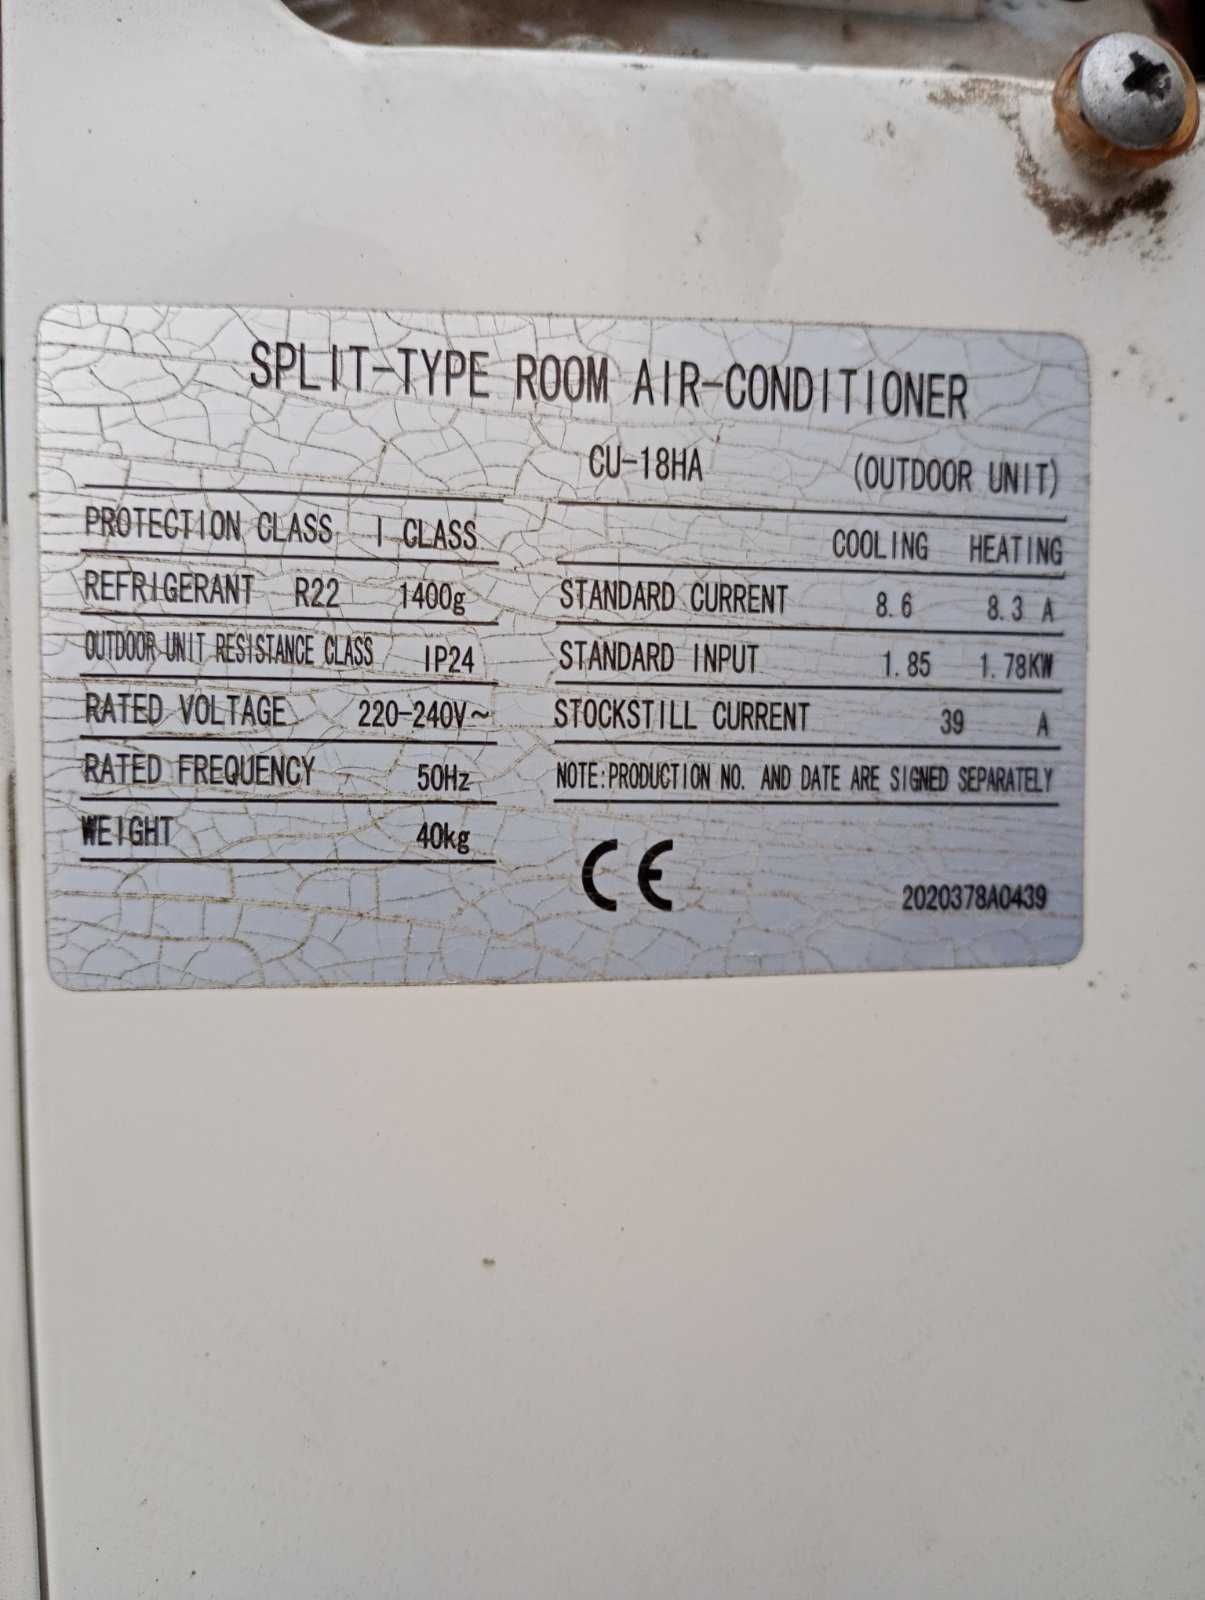 SPLIT-TYPE ROOM AIR-CONDITIONER
CU-18HA (OUTDOOR UNIT)
PROTECTION CLASS I CLASS
REFRIGERANT R22 1400g
OUTDOOR UNIT RESISTANCE CLASS IP24
RATED VOLTAGE 220-240V~
RATED FREQUENCY 50Hz
WEIGHT 40kg
COOLING HEATING
STANDARD CURRENT 8.6 8.3 A
STANDARD INPUT 1.85 1.78KW
STOCKSTILL CURRENT 39 A
NOTE:PRODUCTION NO. AND DATE ARE SIGNED SEPARATELY
CE
2020378A0439